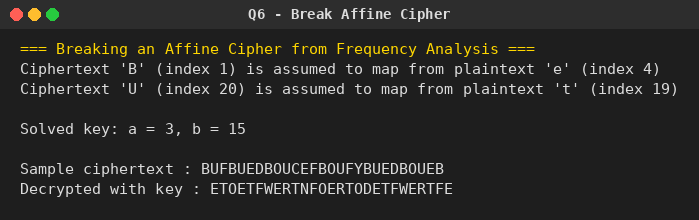 Q6 - Break Affine Cipher
=== Breaking an Affine Cipher from Frequency Analysis ===
Ciphertext 'B' (index 1) is assumed to map from plaintext 'e' (index 4)
Ciphertext 'U' (index 20) is assumed to map from plaintext 't' (index 19)
Solved key: a = 3, b = 15
Sample ciphertext : BUFBUEDBOUCEFBOUFYBUEDBOUEB
Decrypted with key : ETOETFWERTNFOERTODETFWERTFE